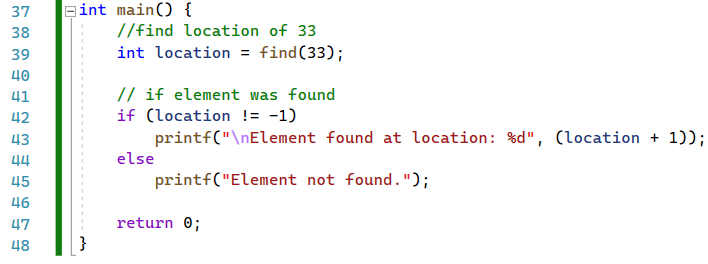 37 int main() {
38 //find location of 33
39 int location = find(33);
40
41 // if element was found
42 if (location != -1)
43 printf("\nElement found at location: %d", (location + 1));
44 else
45 printf("Element not found.");
46
47 return 0;
48 }